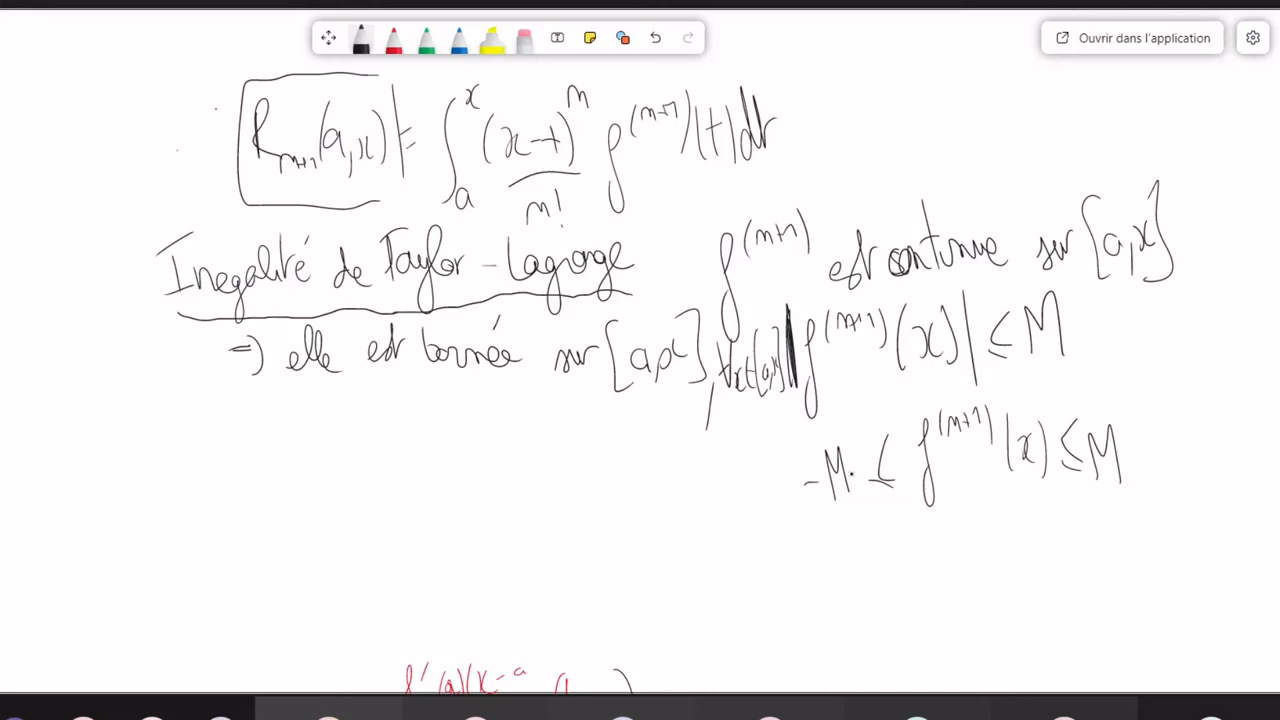 Ouvrir dans l'application
R_{n+1}(a,x) = ∫_a^x (x-t)^n / n! f^{(n+1)}(t) dt
Inegalité de Taylor-Lagrange f^{(n+1)} est continue sur [a,x]
=> elle est bornée sur [a,x], ∀x∈[a,x] |f^{(n+1)}(x)| ≤ M
-M ≤ f^{(n+1)}(x) ≤ M